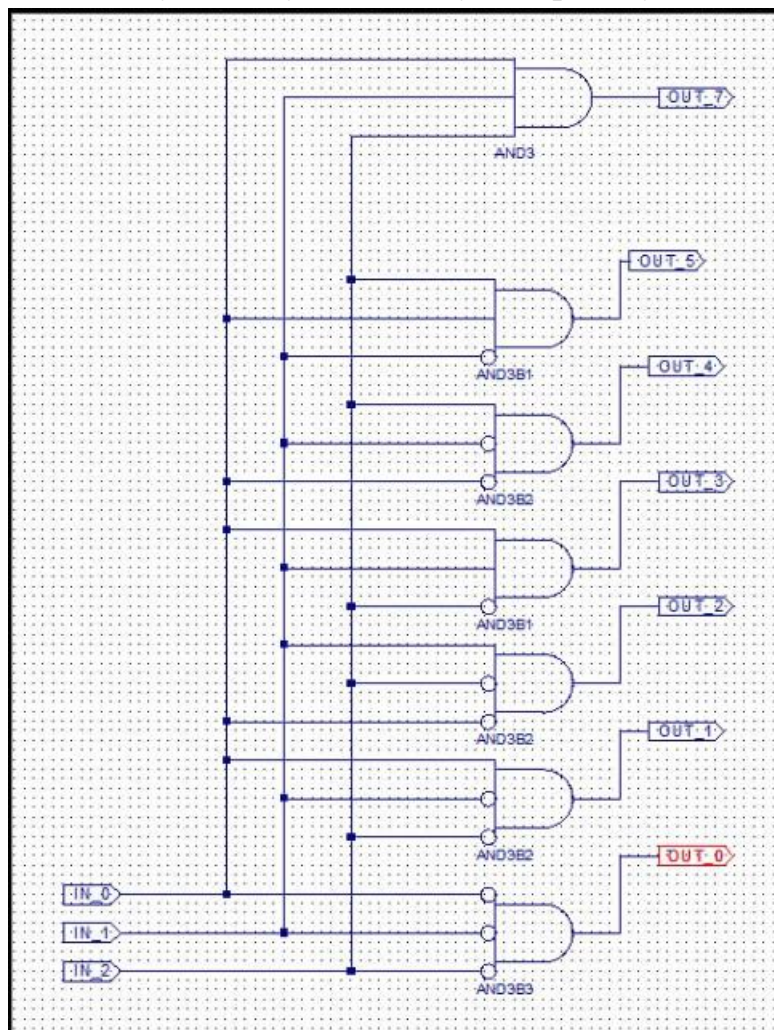 OUT_7
AND3
OUT_5
AND3B1
OUT_4
AND3B2
OUT_3
AND3B1
OUT_2
AND3B2
OUT_1
AND3B2
OUT_0
IN_0
IN_1
IN_2
AND3B3